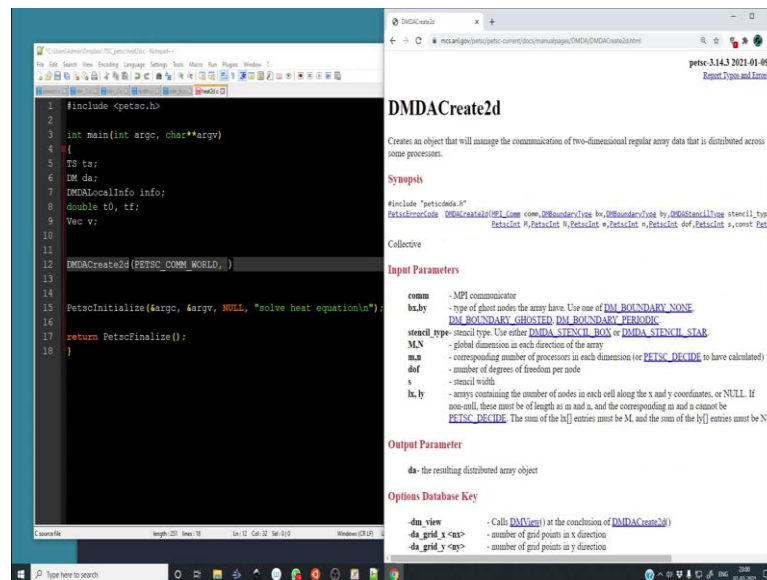 *C:\Users\Admin\Dropbox\TSC_petsc\heat2d.c - Notepad++
File Edit Search View Encoding Language Settings Tools Macro Run Plugins Window ?
heat2d.c
1 #include <petsc.h>
2
3 int main(int argc, char**argv)
4 {
5 TS ts;
6 DM da;
7 DMDALocalInfo info;
8 double t0, tf;
9 Vec v;
10
11
12 DMDACreate2d(PETSC_COMM_WORLD, )
13
14
15 PetscInitialize(&argc, &argv, NULL, "solve heat equation\n");
16
17 return PetscFinalize();
18 }
C source file length : 251 lines : 18 Ln : 12 Col : 32 Sel : 0 | 0 Windows (CR LF)
DMDACreate2d
mcs.anl.gov/petsc/petsc-current/docs/manualpages/DMDA/DMDACreate2d.html
petsc-3.14.3 2021-01-09
Report Typos and Errors
DMDACreate2d
Creates an object that will manage the communication of two-dimensional regular array data that is distributed across
some processors.
Synopsis
#include "petscdmda.h"
PetscErrorCode DMDACreate2d(MPI_Comm comm,DMBoundaryType bx,DMBoundaryType by,DMDAStencilType stencil_typ
PetscInt M,PetscInt N,PetscInt m,PetscInt n,PetscInt dof,PetscInt s,const Pet
Collective
Input Parameters
comm - MPI communicator
bx,by - type of ghost nodes the array have. Use one of DM_BOUNDARY_NONE,
DM_BOUNDARY_GHOSTED, DM_BOUNDARY_PERIODIC.
stencil_type - stencil type. Use either DMDA_STENCIL_BOX or DMDA_STENCIL_STAR.
M,N - global dimension in each direction of the array
m,n - corresponding number of processors in each dimension (or PETSC_DECIDE to have calculated)
dof - number of degrees of freedom per node
s - stencil width
lx, ly - arrays containing the number of nodes in each cell along the x and y coordinates, or NULL. If
non-null, these must be of length as m and n, and the corresponding m and n cannot be
PETSC_DECIDE. The sum of the lx[] entries must be M, and the sum of the ly[] entries must be N.
Output Parameter
da - the resulting distributed array object
Options Database Key
-dm_view - Calls DMView() at the conclusion of DMDACreate2d()
-da_grid_x <nx> - number of grid points in x direction
-da_grid_y <ny> - number of grid points in y direction
Type here to search
ENG
23:00